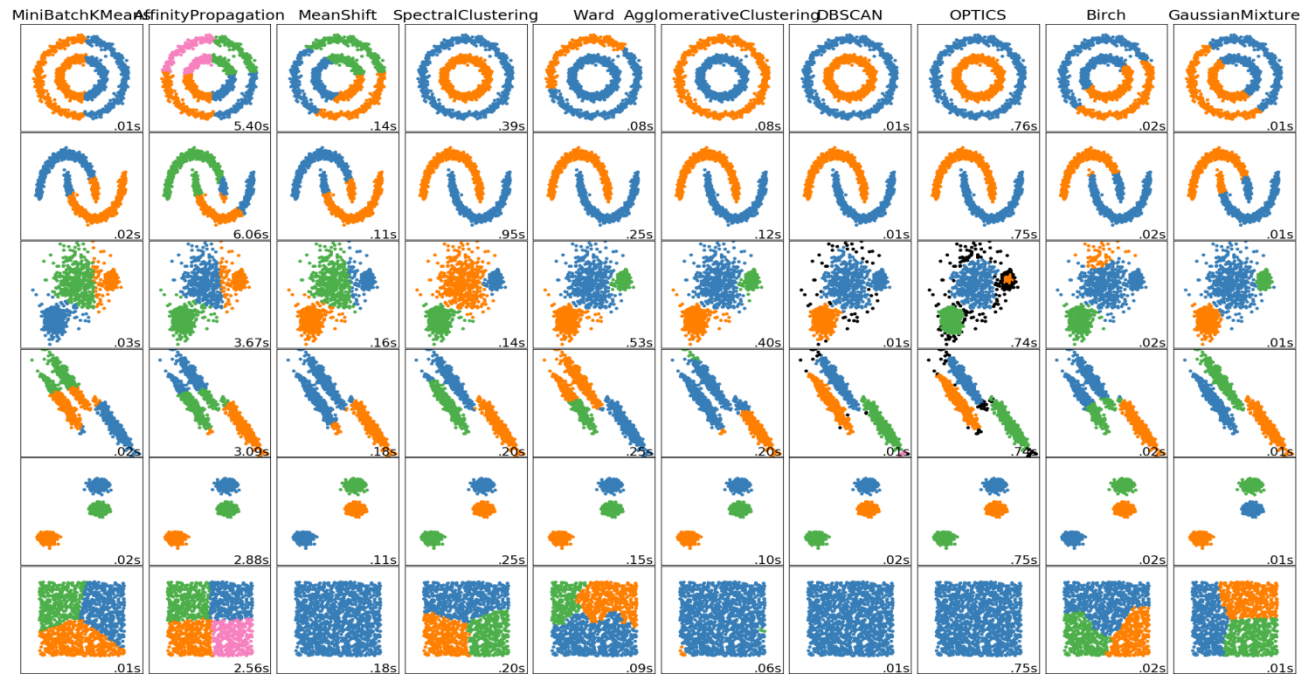 MiniBatchKMeans AffinityPropagation MeanShift SpectralClustering Ward AgglomerativeClustering DBSCAN OPTICS Birch GaussianMixture
.01s 5.40s .14s .39s .08s .08s .01s .76s .02s .01s
.02s 6.06s .11s .95s .25s .12s .01s .75s .02s .01s
.03s 3.67s .16s .14s .53s .40s .01s .74s .02s .01s
.02s 3.09s .18s .20s .25s .20s .01s .02s .01s
.02s 2.88s .11s .25s .15s .10s .02s .75s .02s .01s
.01s 2.56s .18s .20s .09s .06s .01s .75s .02s .01s